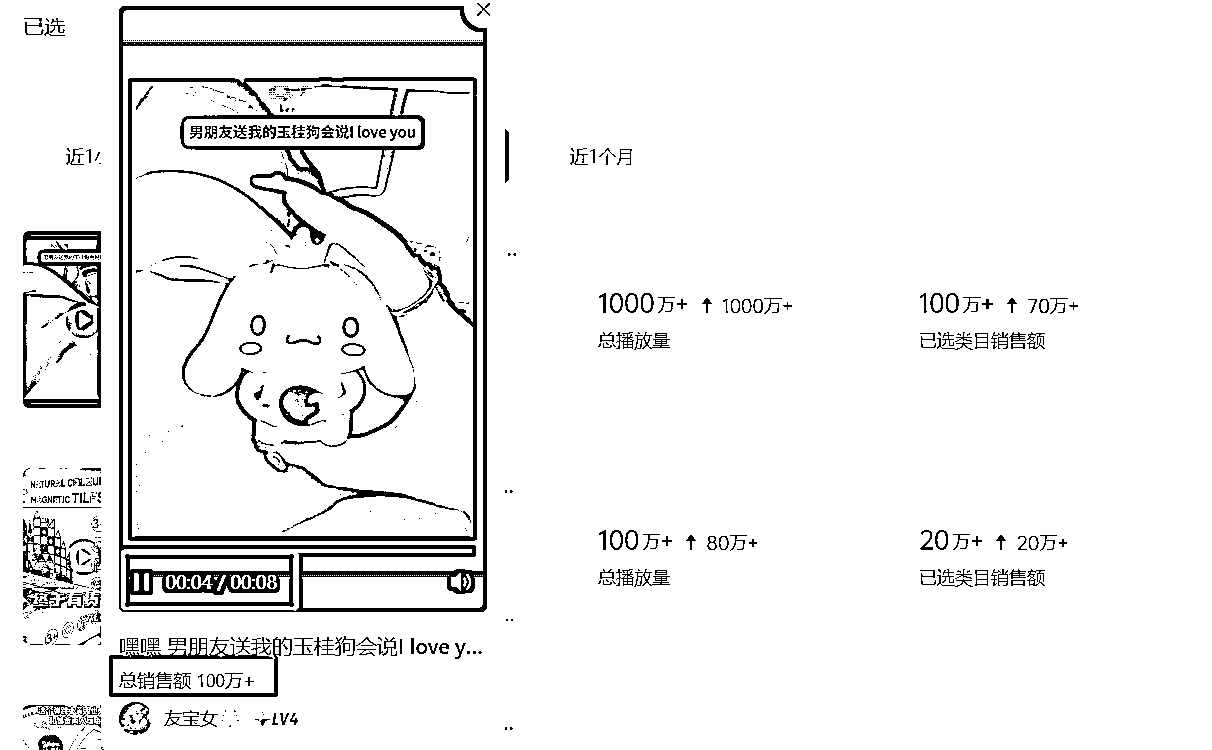 已选
男朋友送我的玉桂狗会说I love you
近1
近1个月
1000万+ ↑ 1000万+
总播放量
100万+ ↑ 70万+
已选类目销售额
NATURAL
MAGNETIC TILES
100万+ ↑ 80万+
总播放量
20万+ ↑ 20万+
已选类目销售额
00:04 / 00:08
嘿嘿 男朋友送我的玉桂狗会说I love y...
总销售额 100万+
友宝女
LV4